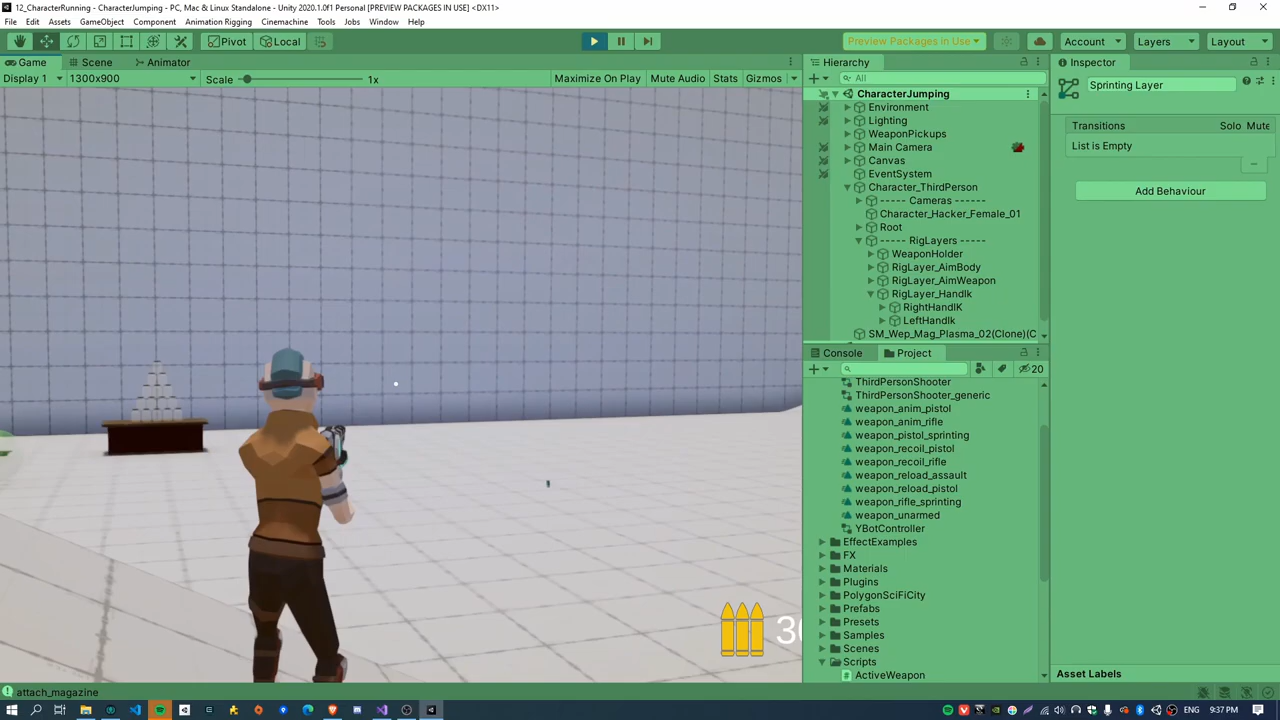 12_CharacterRunning - CharacterJumping - PC, Mac & Linux Standalone - Unity 2020.1.0f1 Personal [PREVIEW PACKAGES IN USE] <DX11>
File Edit Assets GameObject Component Animation Rigging Cinemachine Tools Jobs Window Help
Pivot Local Preview Packages in Use Account Layers Layout
Game Scene Animator
Display 1 1300x900 Scale 1x Maximize On Play Mute Audio Stats Gizmos
Hierarchy
All
CharacterJumping
Environment
Lighting
WeaponPickups
Main Camera
Canvas
EventSystem
Character_ThirdPerson
----- Cameras ------
Character_Hacker_Female_01
Root
----- RigLayers -----
WeaponHolder
RigLayer_AimBody
RigLayer_AimWeapon
RigLayer_HandIk
RightHandIK
LeftHandIk
SM_Wep_Mag_Plasma_02(Clone)(C
Console Project
20
ThirdPersonShooter
ThirdPersonShooter_generic
weapon_anim_pistol
weapon_anim_rifle
weapon_pistol_sprinting
weapon_recoil_pistol
weapon_recoil_rifle
weapon_reload_assault
weapon_reload_pistol
weapon_rifle_sprinting
weapon_unarmed
YBotController
EffectExamples
FX
Materials
Plugins
PolygonSciFiCity
Prefabs
Presets
Samples
Scenes
Scripts
ActiveWeapon
Inspector
Sprinting Layer
Transitions Solo Mute
List is Empty
Add Behaviour
Asset Labels
attach_magazine
ENG 9:37 PM